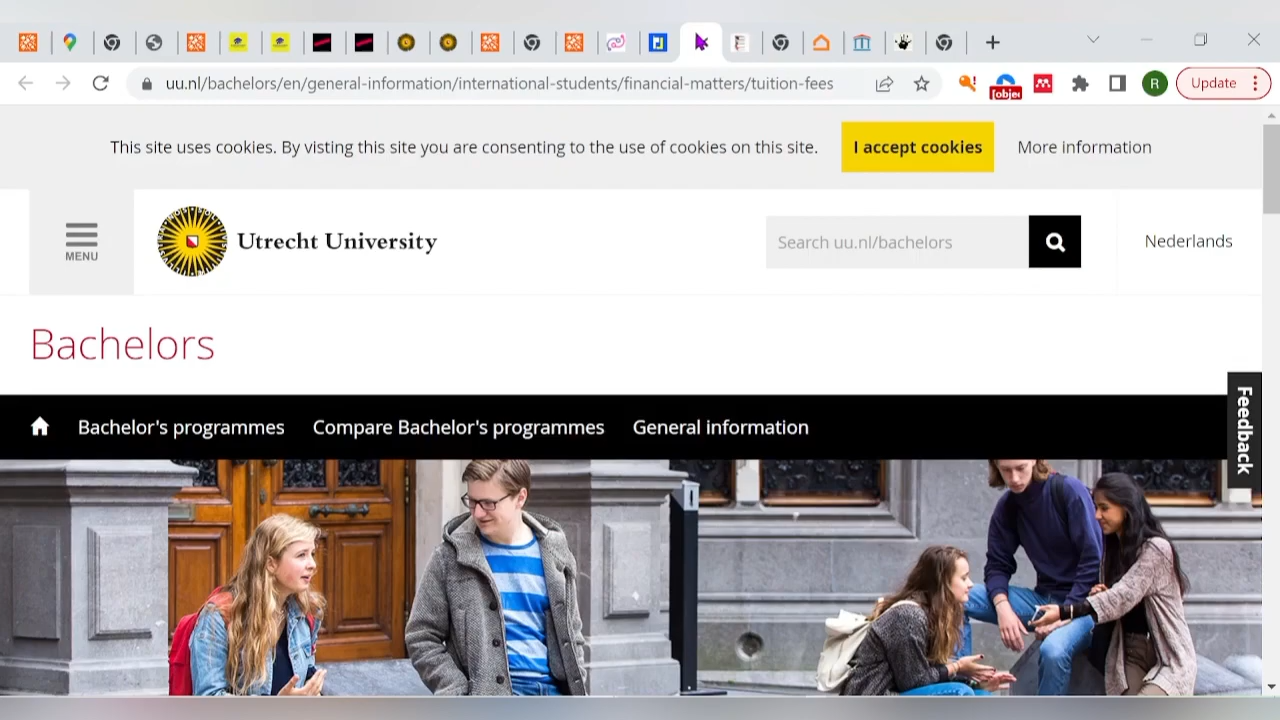 uu.nl/bachelors/en/general-information/international-students/financial-matters/tuition-fees
[objec
R
Update
This site uses cookies. By visting this site you are consenting to the use of cookies on this site.
I accept cookies
More information
MENU
Utrecht University
Search uu.nl/bachelors
Nederlands
Bachelors
Feedback
Bachelor's programmes
Compare Bachelor's programmes
General information